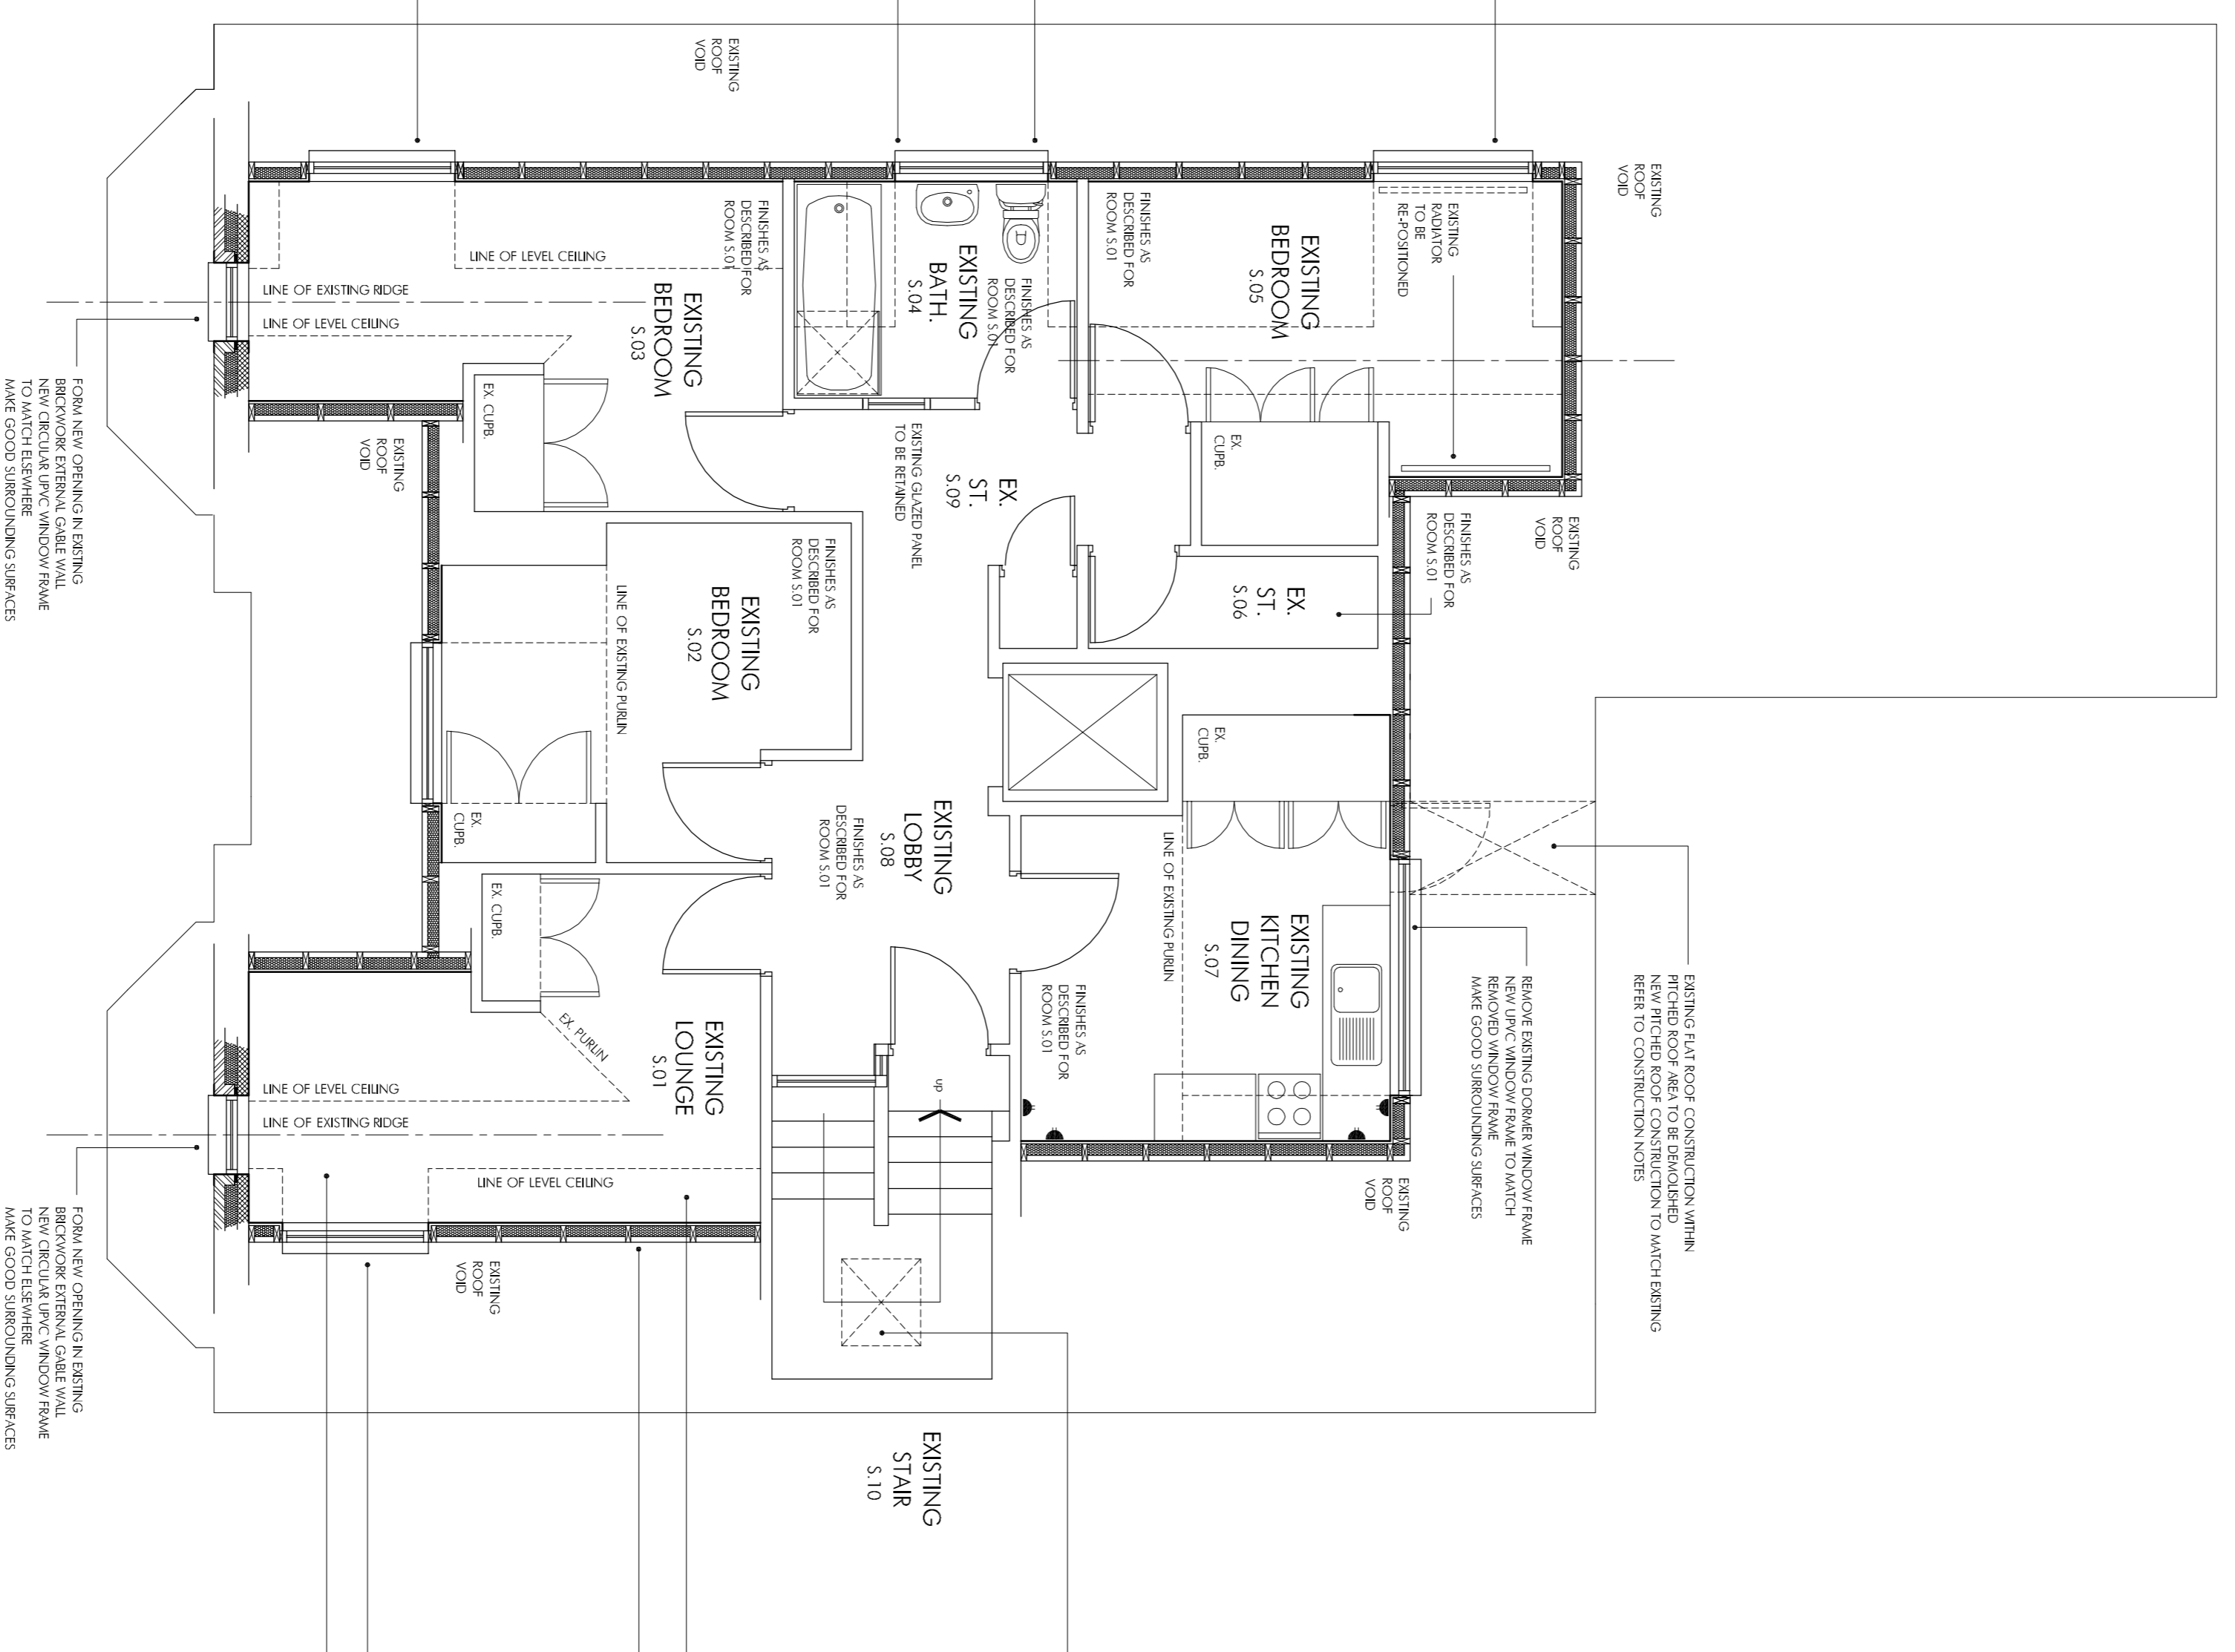 EXISTING
ROOF
VOID
EXISTING
ROOF
VOID
EXISTING
RADIATOR
TO BE
RE-POSITIONED
FINISHES AS
DESCRIBED FOR
ROOM S.01
EXISTING
BEDROOM
S.05
EX.
CUPB.
EXISTING
ROOF
VOID
FINISHES AS
DESCRIBED FOR
ROOM S.01
EX.
ST.
S.06
FINISHES AS
DESCRIBED FOR
ROOM S.01
EXISTING
BATH.
S.04
EXISTING GLAZED PANEL
TO BE RETAINED
EX.
ST.
S.09
FINISHES AS
DESCRIBED FOR
ROOM S.01
EXISTING
BEDROOM
S.03
LINE OF LEVEL CEILING
LINE OF EXISTING RIDGE
LINE OF LEVEL CEILING
EX. CUPB.
EXISTING
ROOF
VOID
FORM NEW OPENING IN EXISTING
BRICKWORK EXTERNAL GABLE WALL
NEW CIRCULAR UPVC WINDOW FRAME
TO MATCH ELSEWHERE
MAKE GOOD SURROUNDING SURFACES
FINISHES AS
DESCRIBED FOR
ROOM S.01
EXISTING
BEDROOM
S.02
LINE OF EXISTING PURLIN
EX.
CUPB.
EX.
CUPB.
EXISTING
LOBBY
S.08
FINISHES AS
DESCRIBED FOR
ROOM S.01
LINE OF EXISTING PURLIN
EXISTING
KITCHEN
DINING
S.07
FINISHES AS
DESCRIBED FOR
ROOM S.01
EXISTING FLAT ROOF CONSTRUCTION WITHIN
PITCHED ROOF AREA TO BE DEMOLISHED
NEW PITCHED ROOF CONSTRUCTION TO MATCH EXISTING
REFER TO CONSTRUCTION NOTES
REMOVE EXISTING DORMER WINDOW FRAME
NEW UPVC WINDOW FRAME TO MATCH
REMOVED WINDOW FRAME
MAKE GOOD SURROUNDING SURFACES
EXISTING
ROOF
VOID
up
EX. CUPB.
EX. PURLIN
EXISTING
LOUNGE
S.01
LINE OF LEVEL CEILING
LINE OF EXISTING RIDGE
LINE OF LEVEL CEILING
EXISTING
ROOF
VOID
FORM NEW OPENING IN EXISTING
BRICKWORK EXTERNAL GABLE WALL
NEW CIRCULAR UPVC WINDOW FRAME
TO MATCH ELSEWHERE
MAKE GOOD SURROUNDING SURFACES
EXISTING
STAIR
S.10